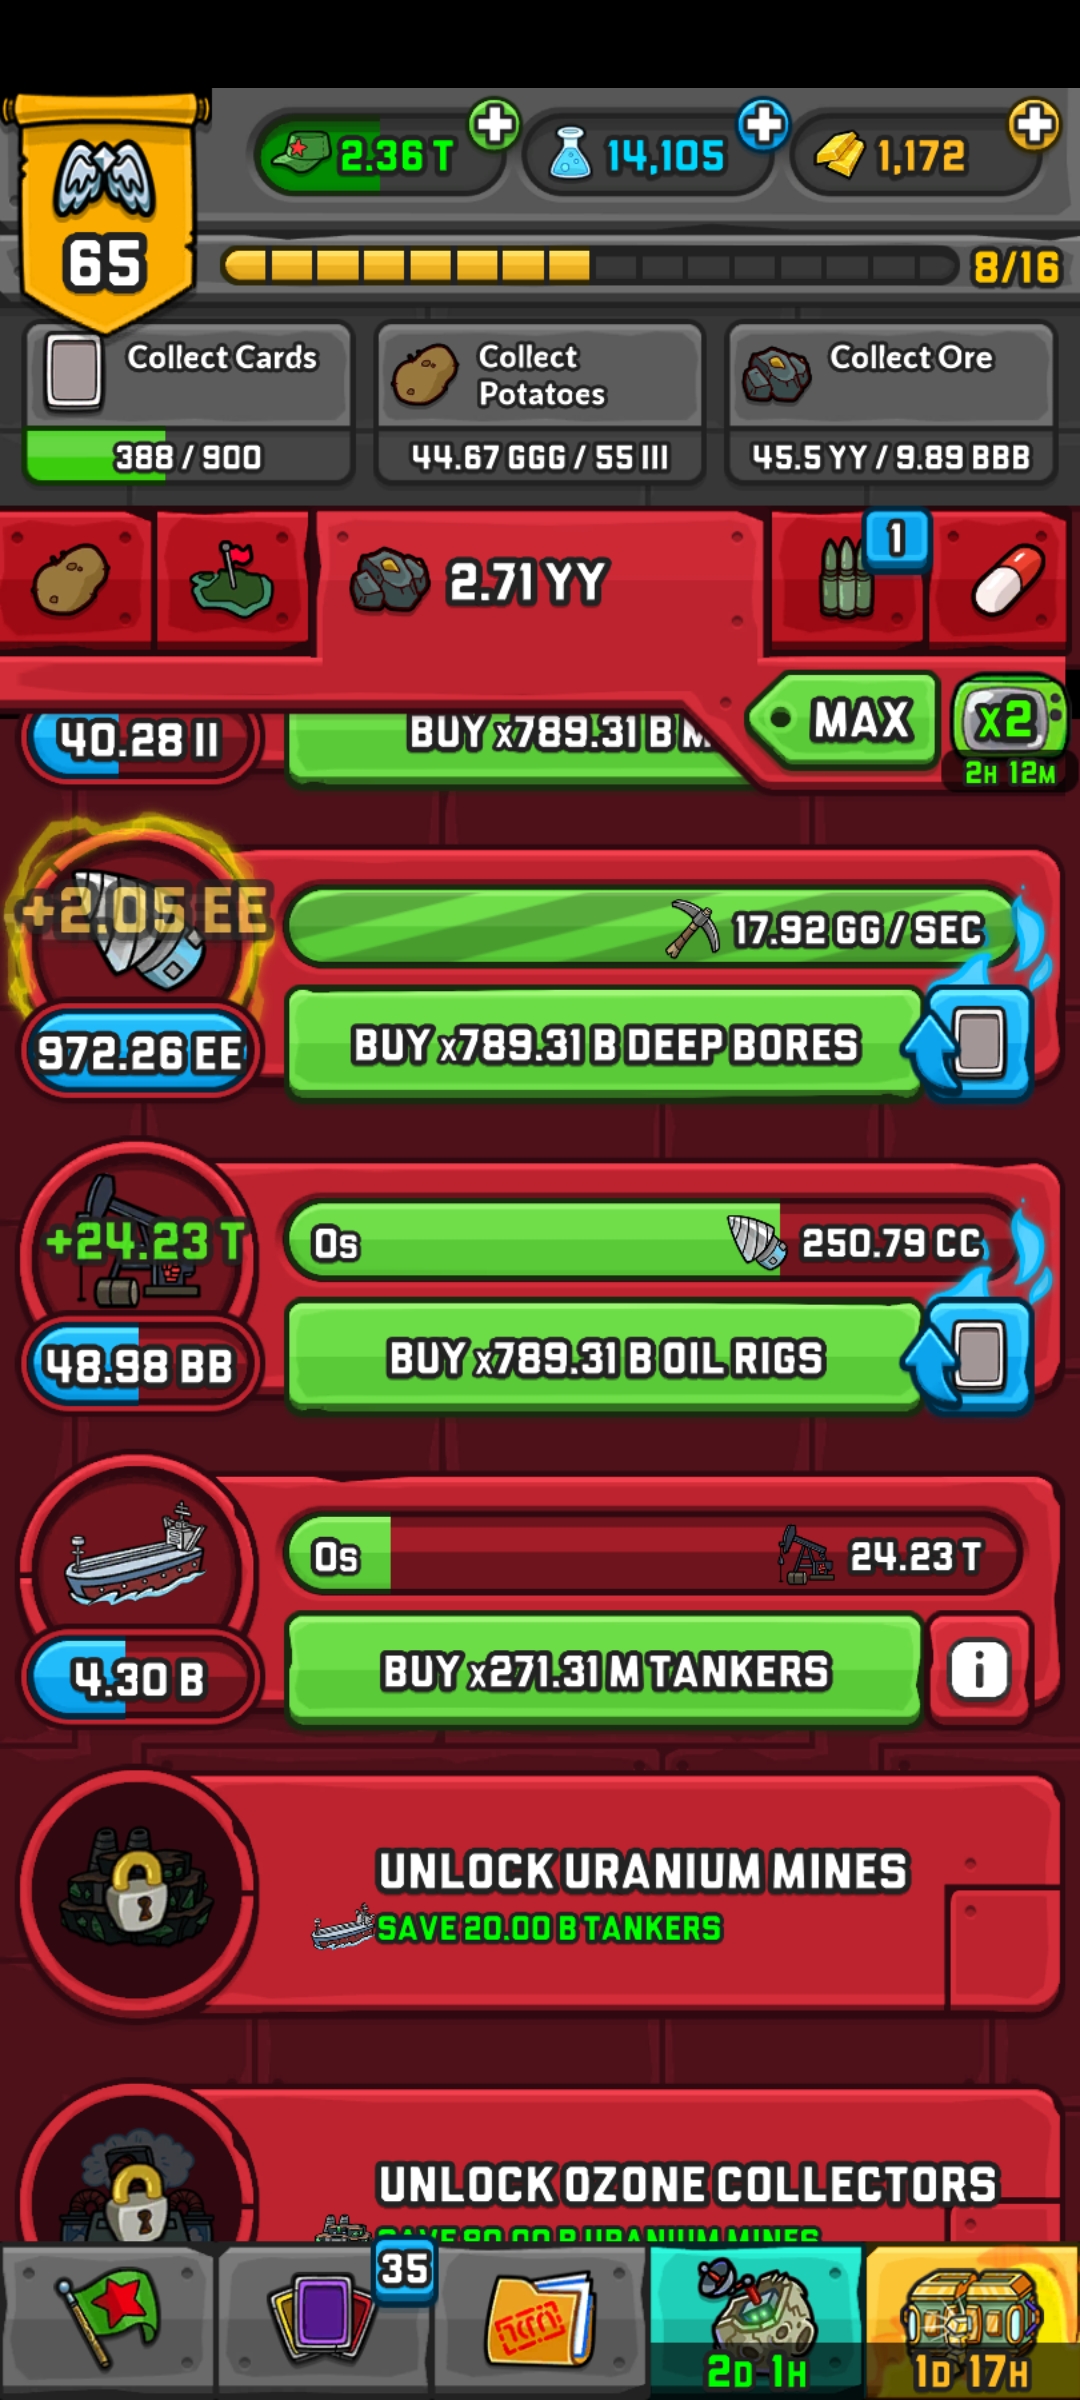 65
2.36 T
14,105
1,172
8/16
Collect Cards
388 / 900
Collect
Potatoes
44.67 GGG / 55 III
Collect Ore
45.5 YY / 9.89 BBB
2.71 YY
1
MAX
x2
2H 12M
40.28 II
BUY x789.31 B M
+2.05 EE
17.92 GG / SEC
972.26 EE
BUY x789.31 B DEEP BORES
+24.23 T
0s
250.79 CC
48.98 BB
BUY x789.31 B OIL RIGS
0s
24.23 T
4.30 B
BUY x271.31 M TANKERS
i
UNLOCK URANIUM MINES
SAVE 20.00 B TANKERS
UNLOCK OZONE COLLECTORS
SAVE 80.00 B URANIUM MINES
35
2D 1H
1D 17H